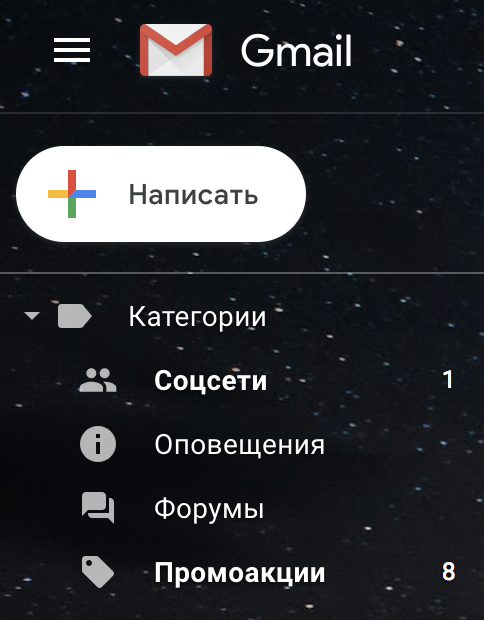 Gmail
Написать
Категории
Соцсети 1
Оповещения
Форумы
Промоакции 8